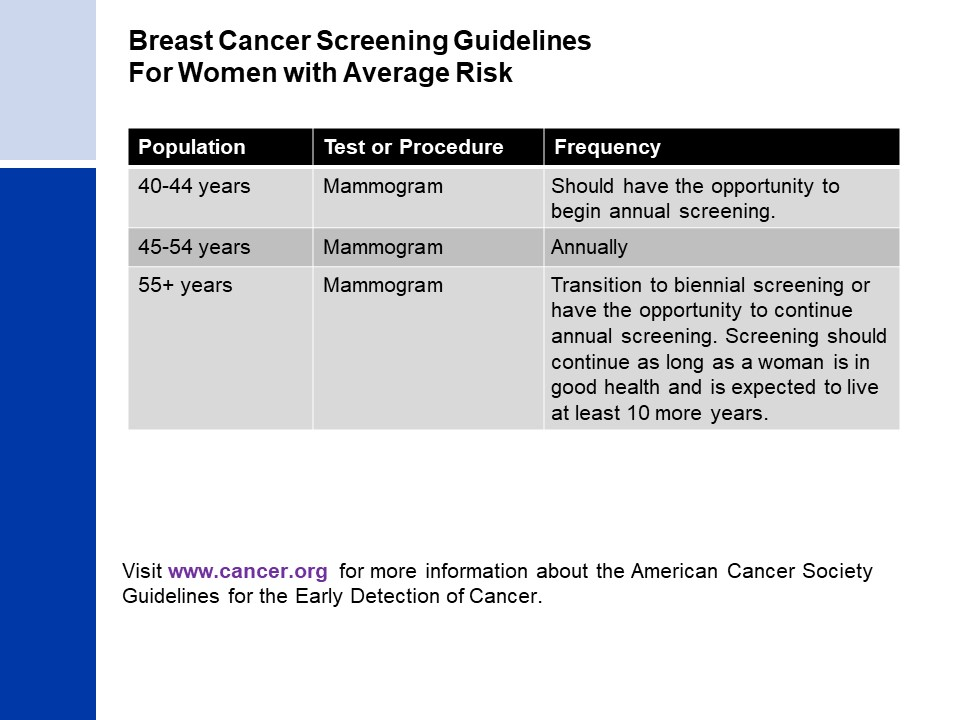 Breast Cancer Screening Guidelines
For Women with Average Risk
Population Test or Procedure Frequency
40-44 years Mammogram Should have the opportunity to
begin annual screening.
45-54 years Mammogram Annually
55+ years Mammogram Transition to biennial screening or
have the opportunity to continue
annual screening. Screening should
continue as long as a woman is in
good health and is expected to live
at least 10 more years.
Visit www.cancer.org for more information about the American Cancer Society
Guidelines for the Early Detection of Cancer.